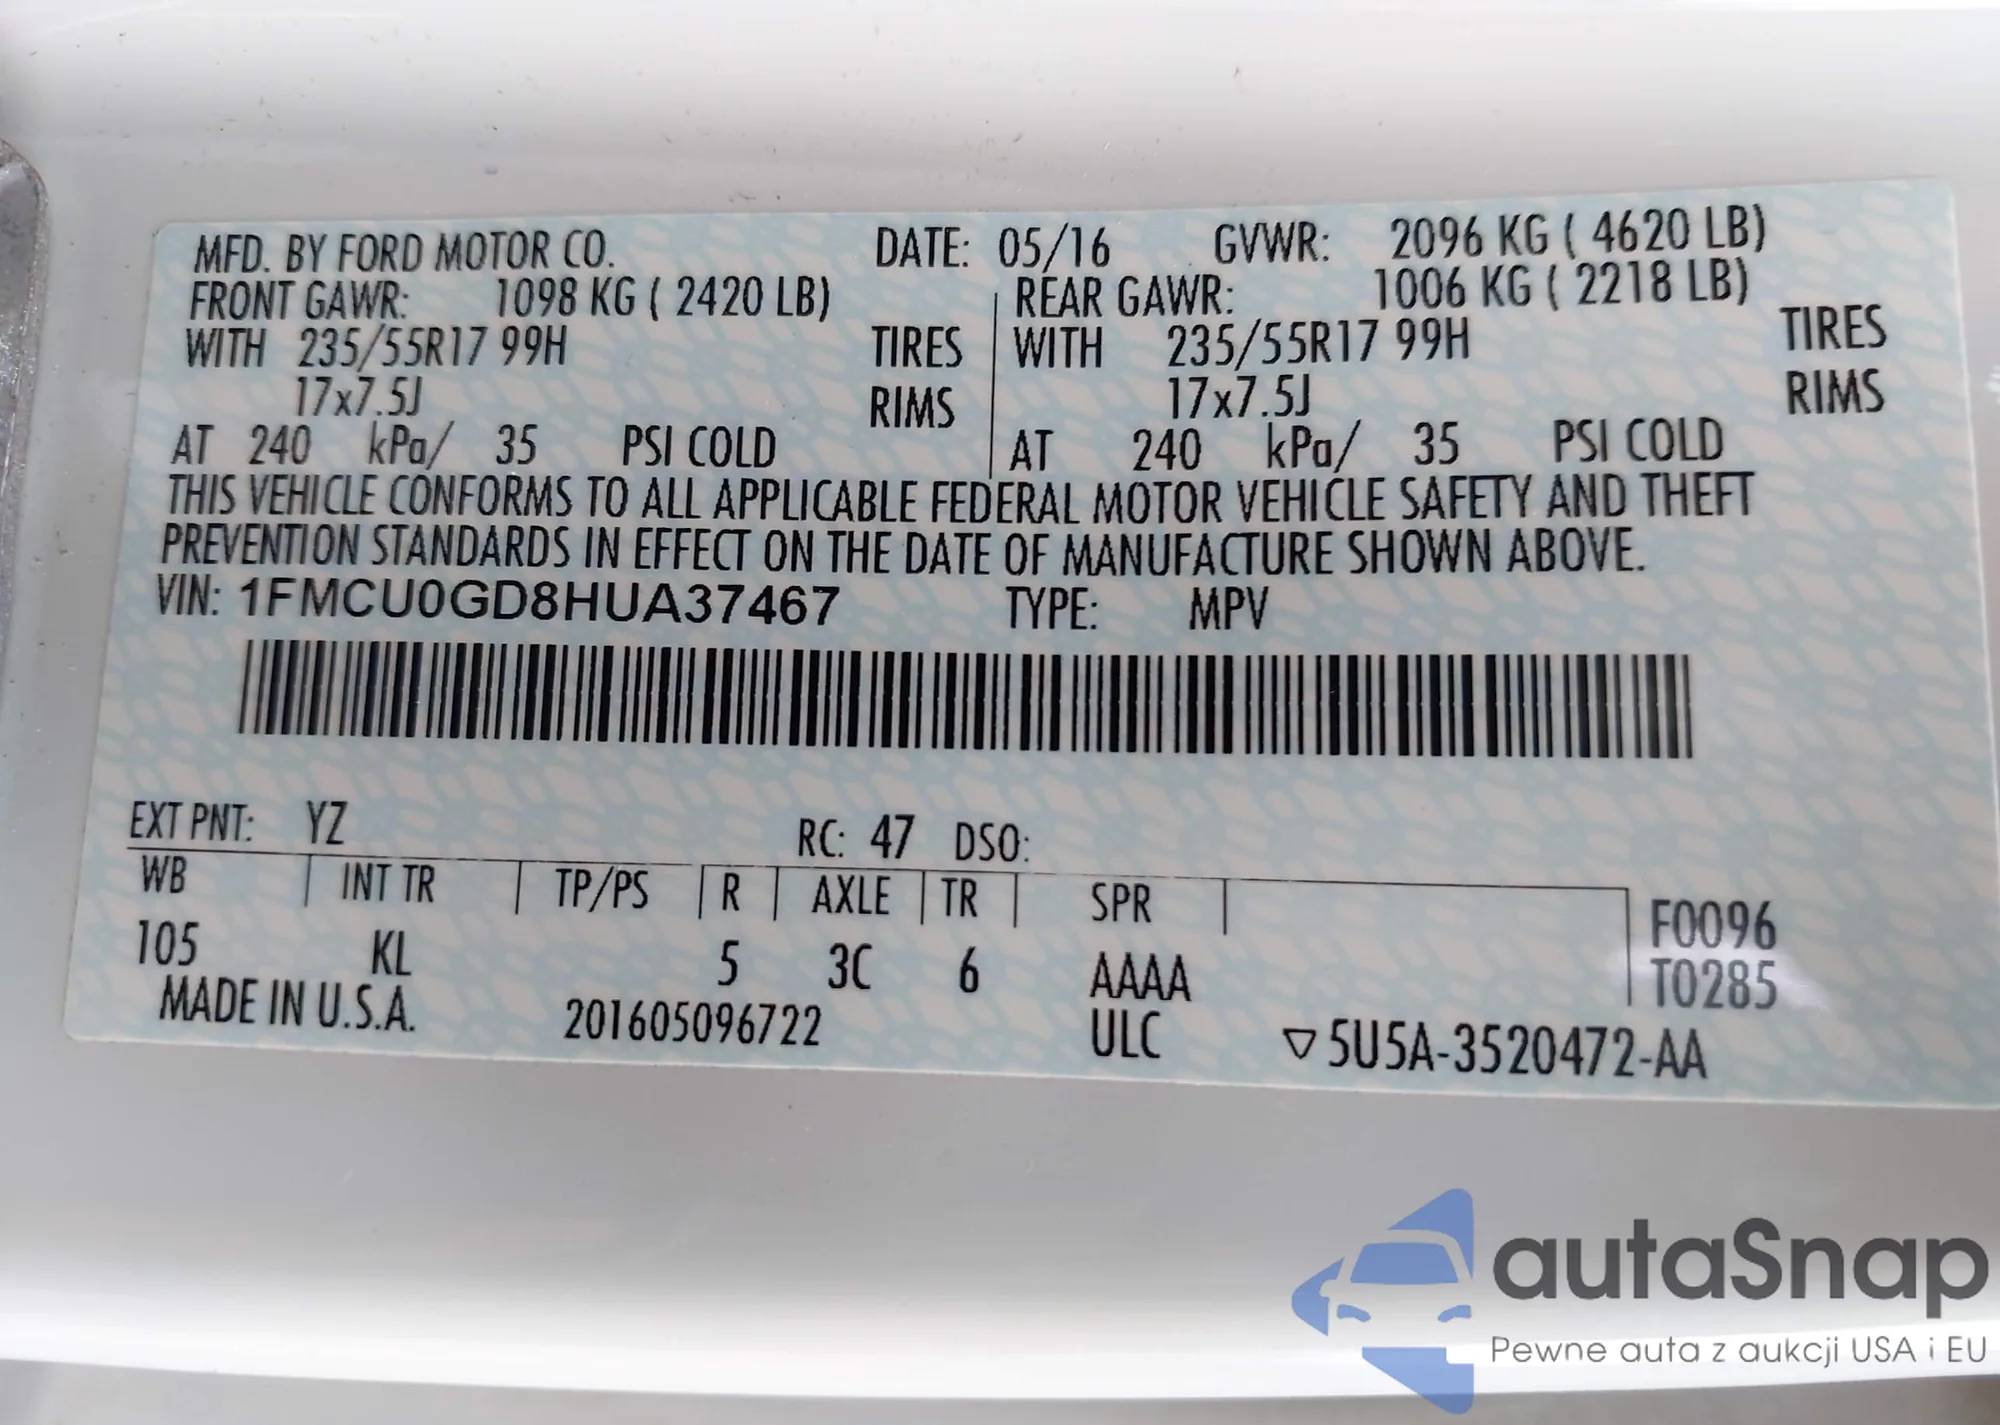 MFD. BY FORD MOTOR CO. DATE: 05/16 GVWR: 2096 KG ( 4620 LB)
FRONT GAWR: 1098 KG ( 2420 LB) REAR GAWR: 1006 KG ( 2218 LB)
WITH 235/55R17 99H TIRES WITH 235/55R17 99H TIRES
17x7.5J RIMS 17x7.5J RIMS
AT 240 kPa/ 35 PSI COLD AT 240 kPa/ 35 PSI COLD
THIS VEHICLE CONFORMS TO ALL APPLICABLE FEDERAL MOTOR VEHICLE SAFETY AND THEFT
PREVENTION STANDARDS IN EFFECT ON THE DATE OF MANUFACTURE SHOWN ABOVE.
VIN: 1FMCU0GD8HUA37467 TYPE: MPV
EXT PNT: YZ RC: 47 DSO:
WB INT TR TP/PS R AXLE TR SPR F0096
105 KL 5 3C 6 AAAA T0285
MADE IN U.S.A. 201605096722 ULC ▽5U5A-3520472-AA
autaSnap
Pewne auta z aukcji USA i EU